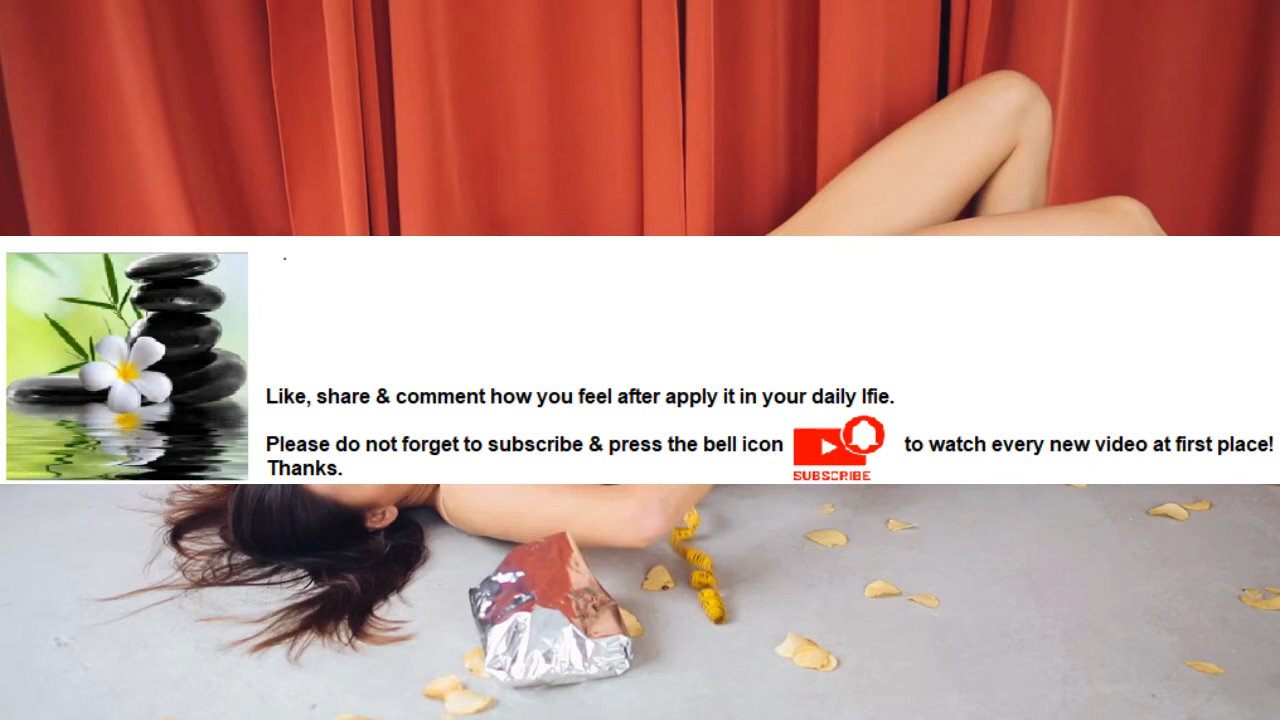 Like, share & comment how you feel after apply it in your daily lfie.
Please do not forget to subscribe & press the bell icon to watch every new video at first place!
SUBSCRIBE
Thanks.